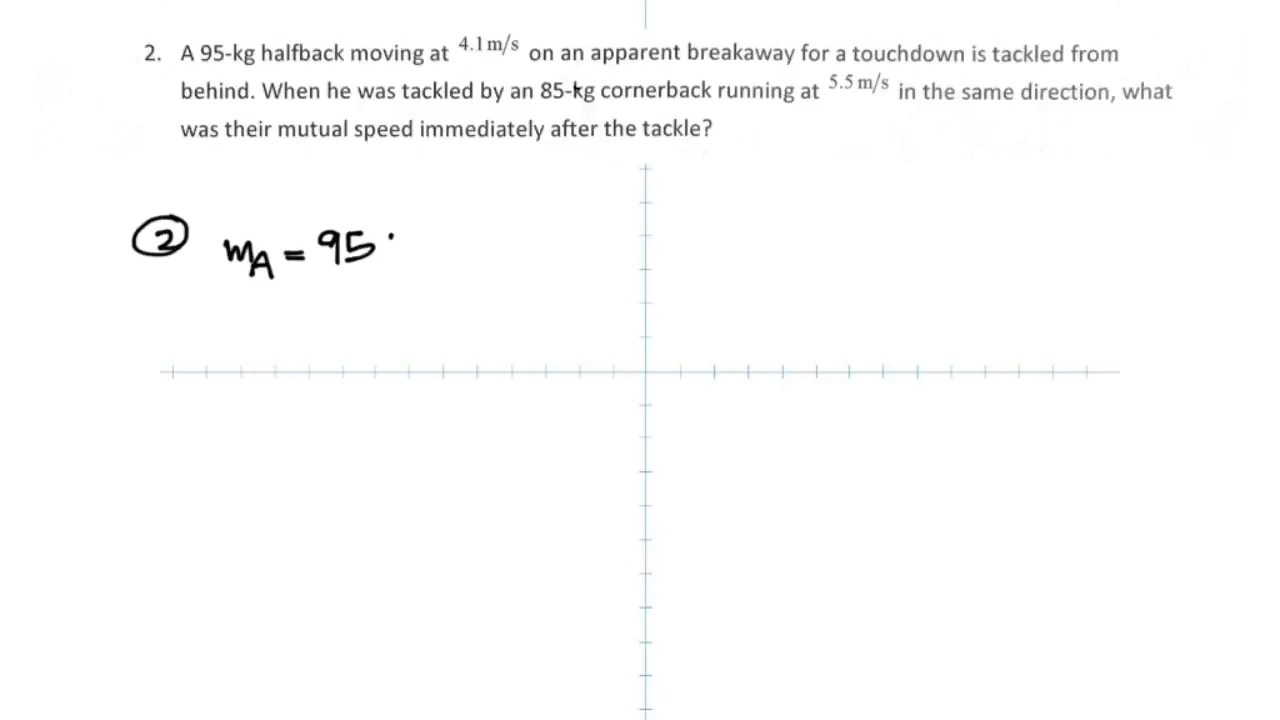 2. A 95-kg halfback moving at 4.1 m/s on an apparent breakaway for a touchdown is tackled from
behind. When he was tackled by an 85-kg cornerback running at 5.5 m/s in the same direction, what
was their mutual speed immediately after the tackle?
② mA = 95